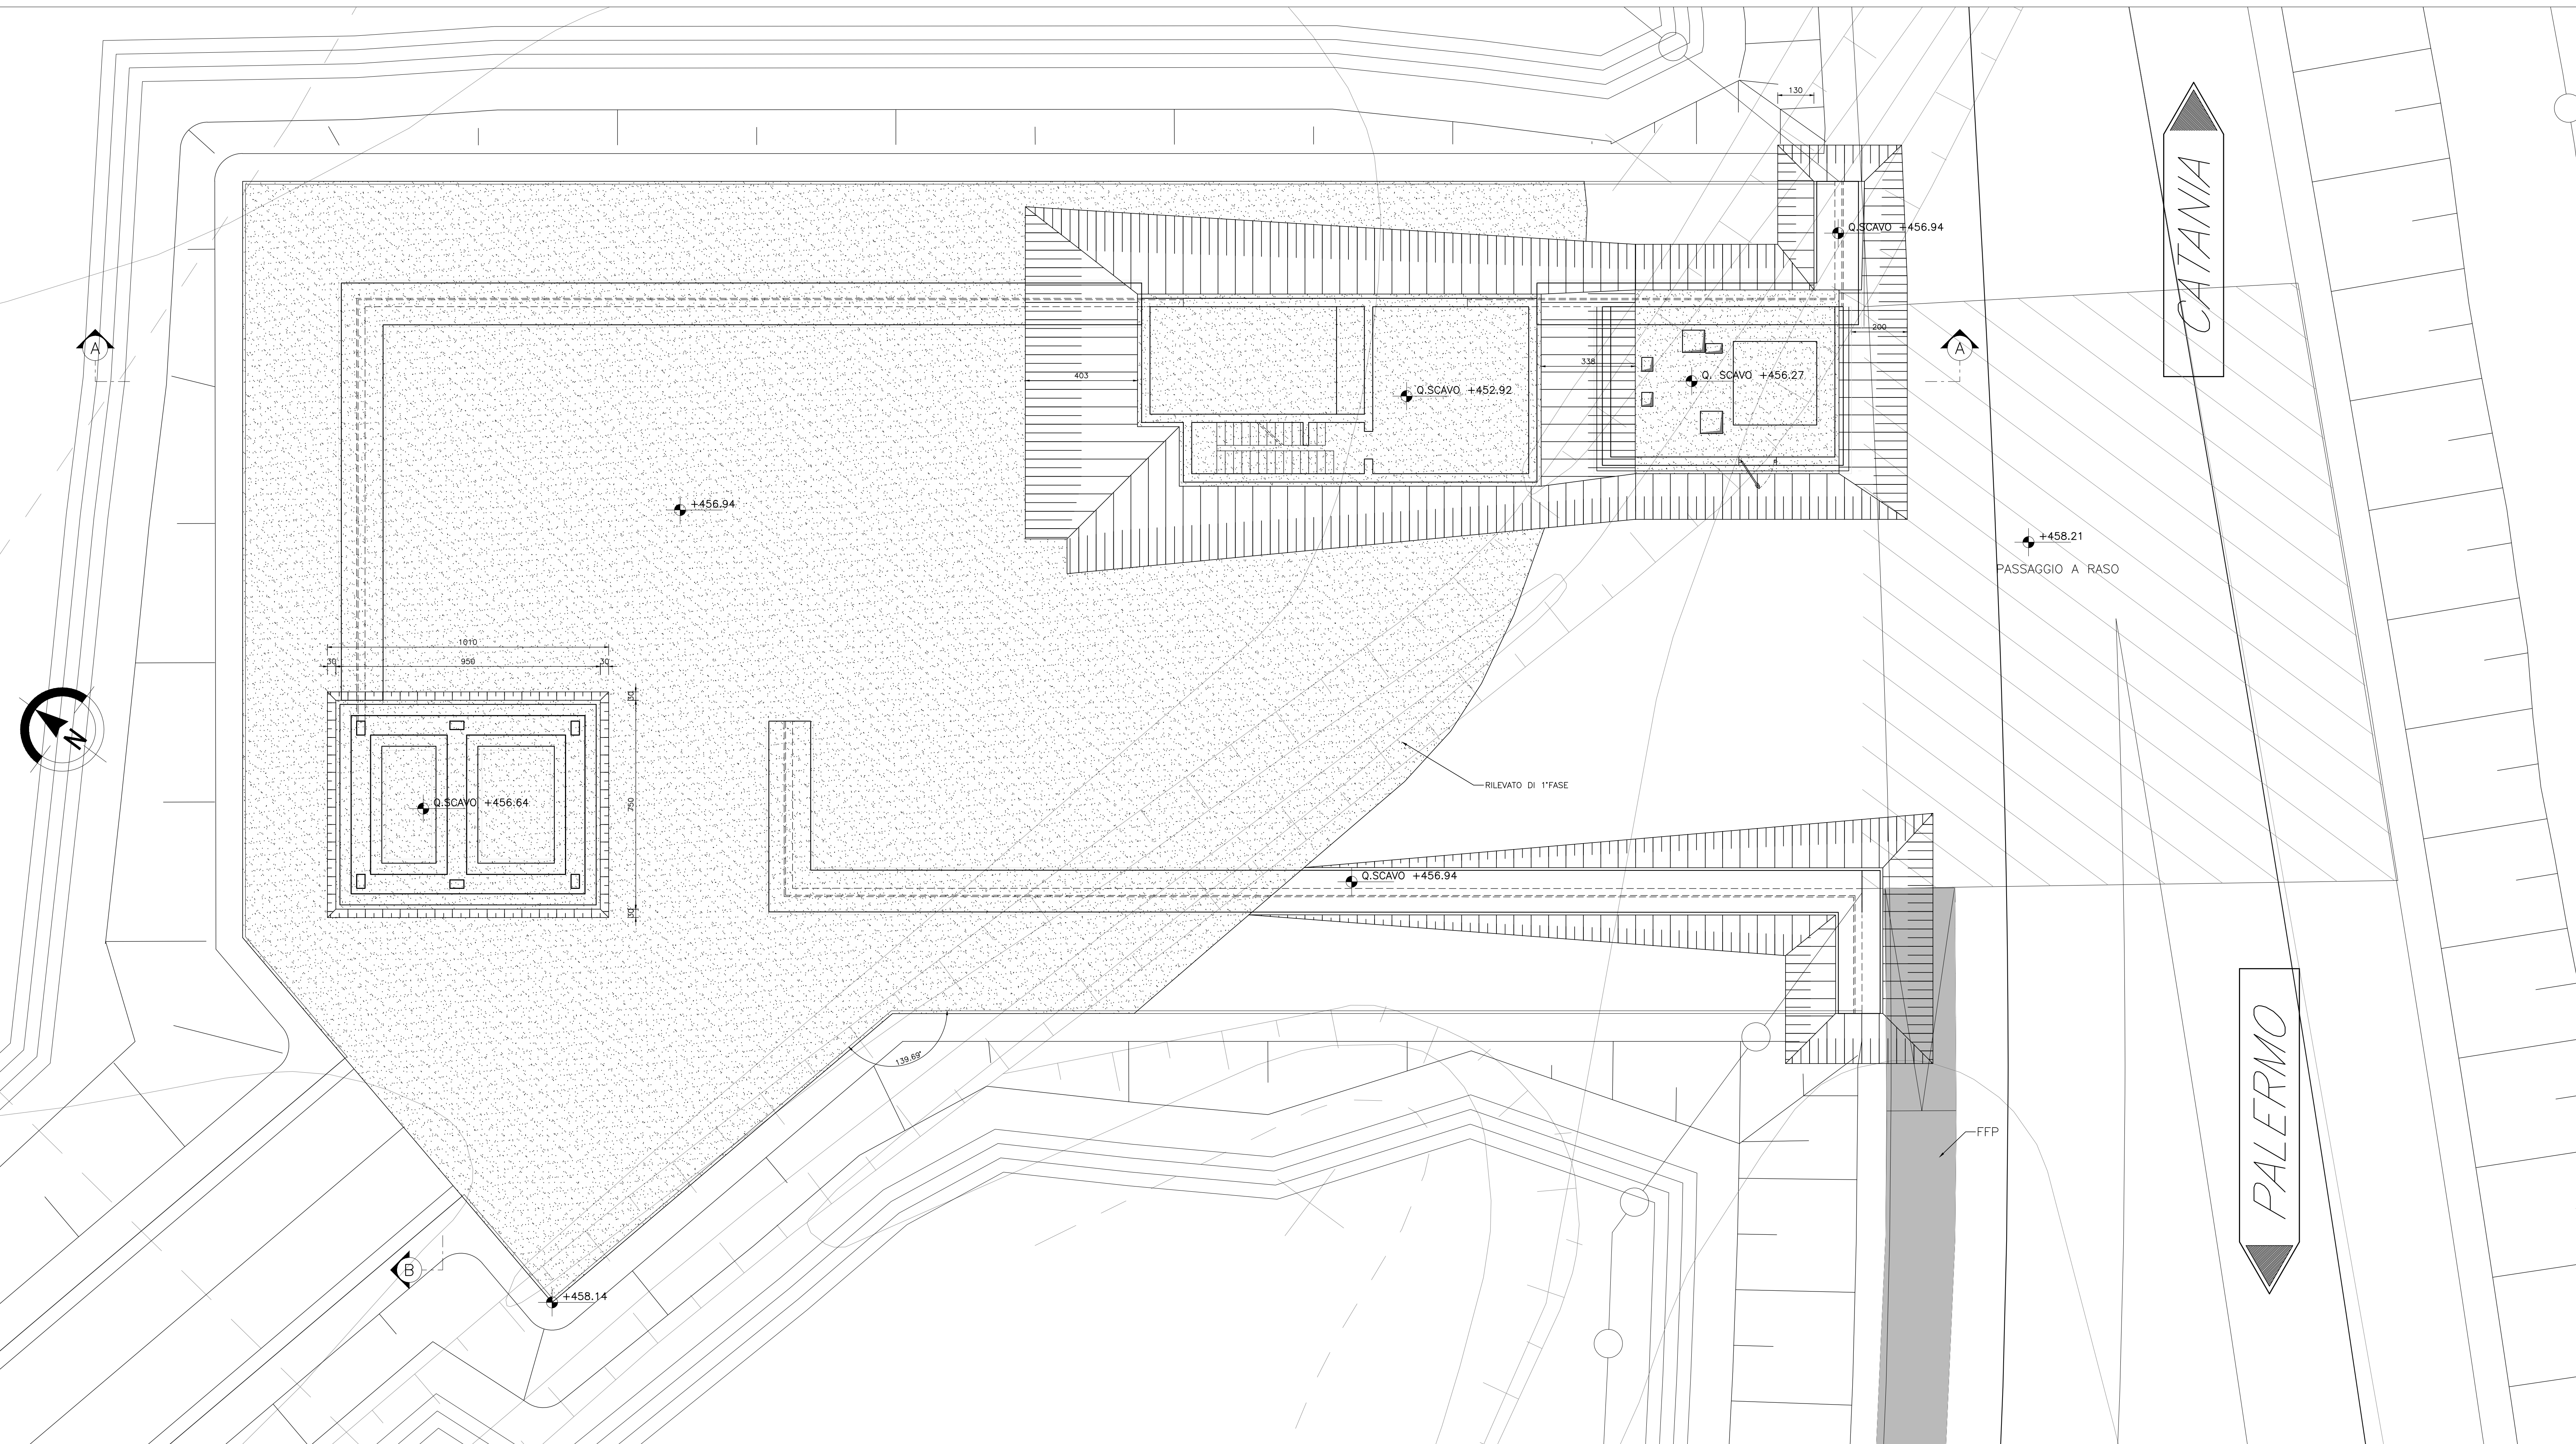 130
CATANIA
Q.SCAVO +456.94
200
A
A
338
403
Q. SCAVO +456.27
Q.SCAVO +452.92
+456.94
+458.21
PASSAGGIO A RASO
1010
30
950
30
30
750
30
N
RILEVATO DI 1°FASE
Q.SCAVO +456.64
Q.SCAVO +456.94
139.69°
FFP
PALERMO
B
+458.14